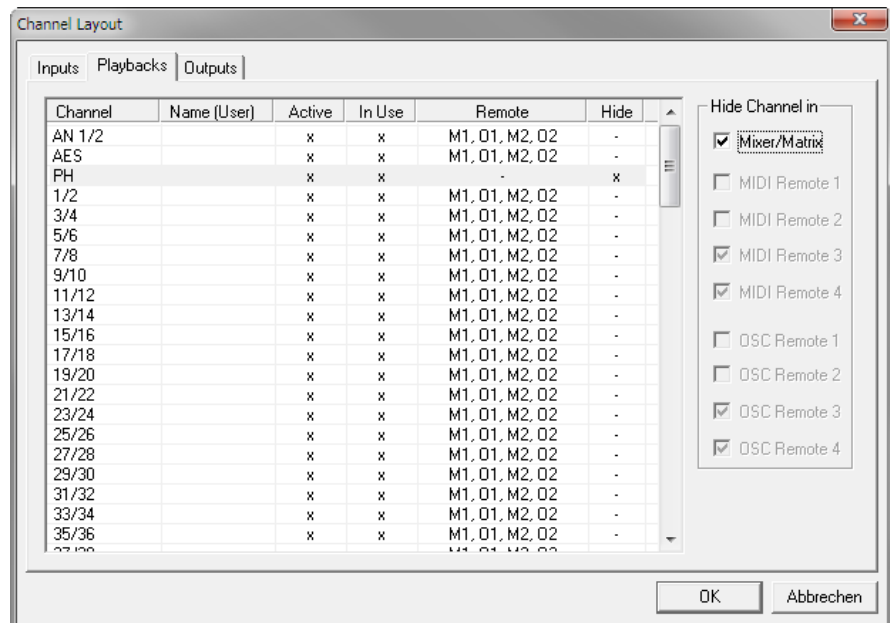 Channel Layout
Inputs Playbacks Outputs
Channel Name (User) Active In Use Remote Hide
AN 1/2 x x M1, O1, M2, O2 -
AES x x M1, O1, M2, O2 -
PH x x - x
1/2 x x M1, O1, M2, O2 -
3/4 x x M1, O1, M2, O2 -
5/6 x x M1, O1, M2, O2 -
7/8 x x M1, O1, M2, O2 -
9/10 x x M1, O1, M2, O2 -
11/12 x x M1, O1, M2, O2 -
13/14 x x M1, O1, M2, O2 -
15/16 x x M1, O1, M2, O2 -
17/18 x x M1, O1, M2, O2 -
19/20 x x M1, O1, M2, O2 -
21/22 x x M1, O1, M2, O2 -
23/24 x x M1, O1, M2, O2 -
25/26 x x M1, O1, M2, O2 -
27/28 x x M1, O1, M2, O2 -
29/30 x x M1, O1, M2, O2 -
31/32 x x M1, O1, M2, O2 -
33/34 x x M1, O1, M2, O2 -
35/36 x x M1, O1, M2, O2 -
Hide Channel in
Mixer/Matrix
MIDI Remote 1
MIDI Remote 2
MIDI Remote 3
MIDI Remote 4
OSC Remote 1
OSC Remote 2
OSC Remote 3
OSC Remote 4
OK Abbrechen